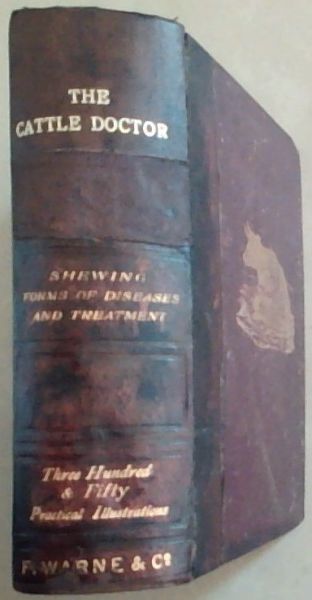 THE
CATTLE DOCTOR
SHEWING
FORMS OF DISEASES
AND TREATMENT
Three Hundred
& Fifty
Practical Illustrations
F. WARNE & Co